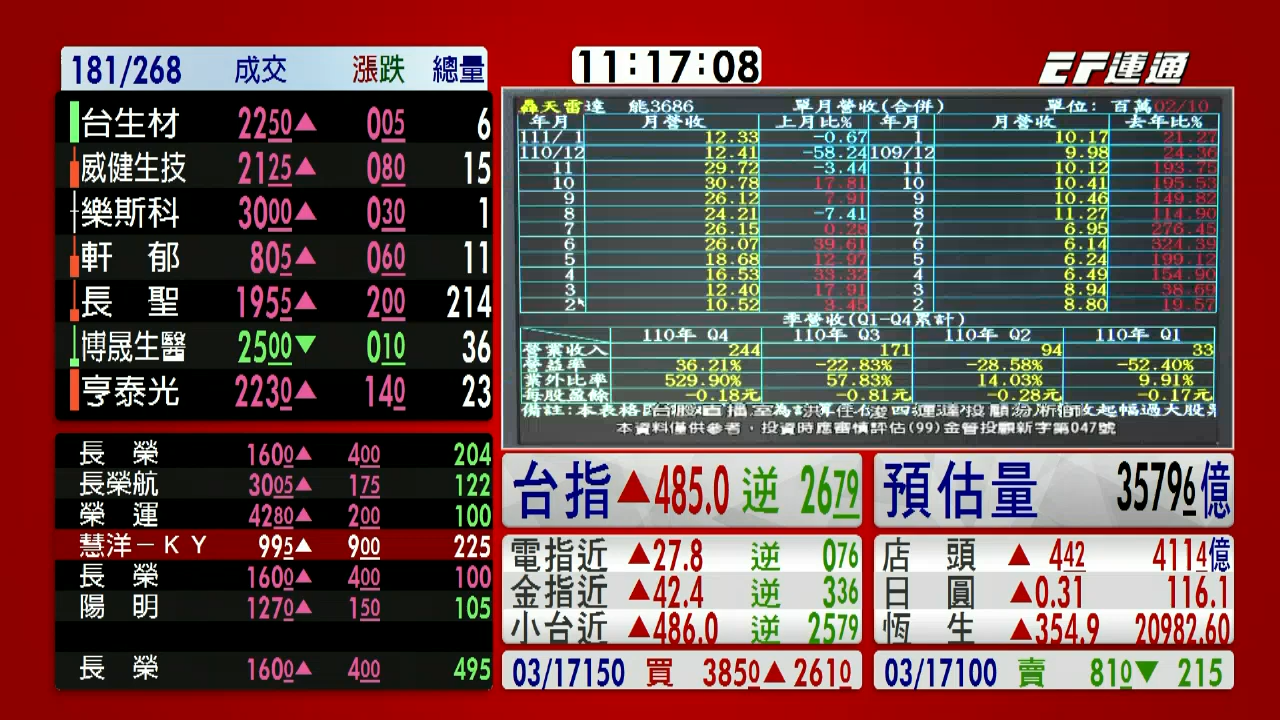 181/268 成交 漲跌 總量
台生材 2250▲ 005 6
威健生技 2125▲ 080 15
樂斯科 3000▲ 030 1
軒 郁 805▲ 060 11
長 聖 1955▲ 200 214
博晟生醫 2500▼ 010 36
亨泰光 2230▲ 140 23
長 榮 1600▲ 400 204
長榮航 3005▲ 175 122
榮 運 4280▲ 200 100
慧洋－ＫＹ 995▲ 900 225
長 榮 1600▲ 400 100
陽 明 1270▲ 150 105
長 榮 1600▲ 400 495
11:17:08
EF運通
轟天雷達 能3686 單月營收(合併) 單位: 百萬02/10
年月 月營收 上月比% 年月 月營收 去年比%
111/ 1 12.33 -0.67 1 10.17 21.27
110/12 12.41 -58.24 109/12 9.98 24.36
11 29.72 -3.44 11 10.12 193.75
10 30.78 17.81 10 10.41 195.53
9 26.12 7.91 9 10.46 149.82
8 24.21 -7.41 8 11.27 114.90
7 26.15 0.28 7 6.95 276.45
6 26.07 39.61 6 6.14 324.39
5 18.68 12.97 5 6.24 199.12
4 16.53 33.32 4 6.49 154.90
3 12.40 17.91 3 8.94 38.69
2 10.52 3.45 2 8.80 19.57
季營收(Q1-Q4累計)
110年 Q4 110年 Q3 110年 Q2 110年 Q1
營業收入 244 171 94 33
營益率 36.21% -22.83% -28.58% -52.40%
業外比率 529.90% 57.83% 14.03% 9.91%
每股盈餘 -0.18元 -0.81元 -0.28元 -0.17元
備註:本表格
本資料僅供參考，投資時應審慎評估(99)金管投顧新字第047號
台指▲485.0 逆 2679
預估量 35796億
電指近 ▲27.8 逆 076
金指近 ▲42.4 逆 336
小台近 ▲486.0 逆 2579
店 頭 ▲ 442 4114億
日 圓 ▲0.31 116.1
恆 生 ▲354.9 20982.60
03/17150 買 3850▲ 2610
03/17100 賣 810▼ 215